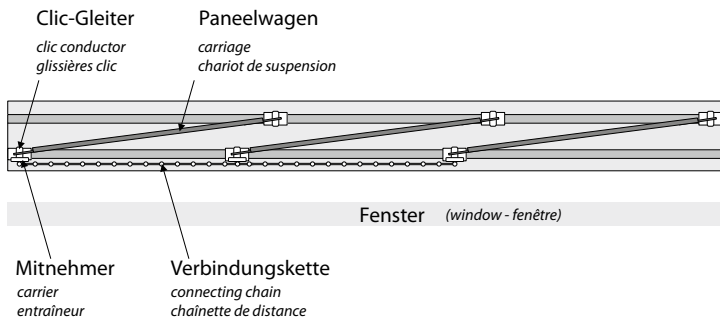 Clic-Gleiter
clic conductor
glissières clic
Paneelwagen
carriage
chariot de suspension
Fenster (window - fenêtre)
Mitnehmer
carrier
entraîneur
Verbindungskette
connecting chain
chaînette de distance